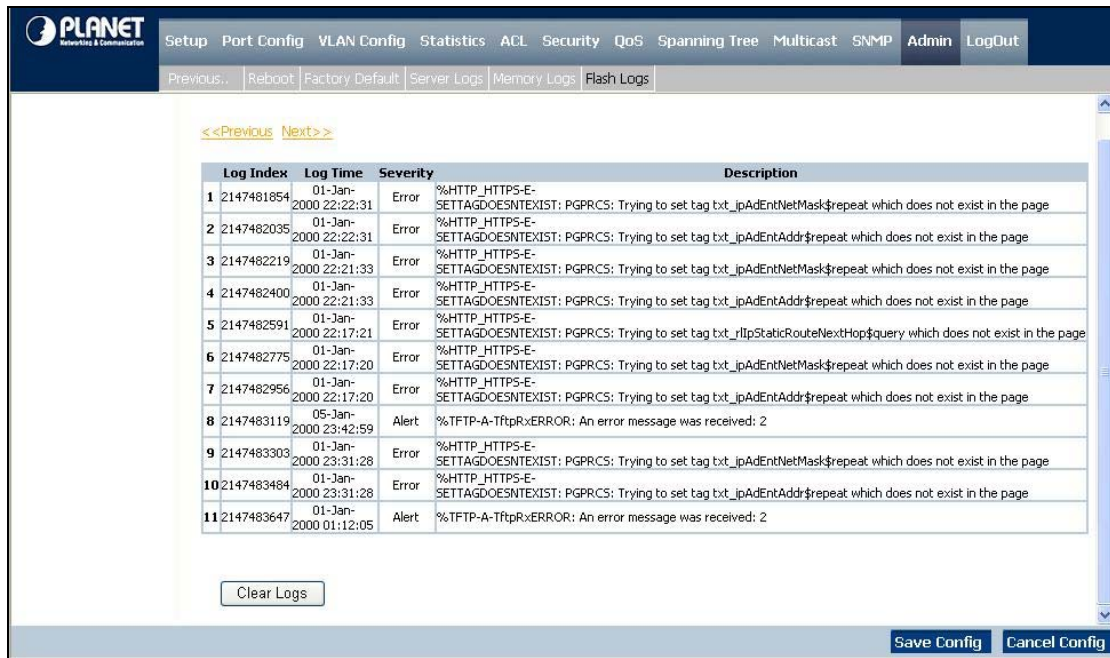 PLANET
Networking & Communication
Setup Port Config VLAN Config Statistics ACL Security QoS Spanning Tree Multicast SNMP Admin LogOut
Previous.. Reboot Factory Default Server Logs Memory Logs Flash Logs
<<Previous Next>>
Log Index Log Time Severity Description
1 2147481854 01-Jan-2000 22:22:31 Error %HTTP_HTTPS-E-SETTAGDOESNTEXIST: PGPRCS: Trying to set tag txt_ipAdEntNetMask$repeat which does not exist in the page
2 2147482035 01-Jan-2000 22:22:31 Error %HTTP_HTTPS-E-SETTAGDOESNTEXIST: PGPRCS: Trying to set tag txt_ipAdEntAddr$repeat which does not exist in the page
3 2147482219 01-Jan-2000 22:21:33 Error %HTTP_HTTPS-E-SETTAGDOESNTEXIST: PGPRCS: Trying to set tag txt_ipAdEntNetMask$repeat which does not exist in the page
4 2147482400 01-Jan-2000 22:21:33 Error %HTTP_HTTPS-E-SETTAGDOESNTEXIST: PGPRCS: Trying to set tag txt_ipAdEntAddr$repeat which does not exist in the page
5 2147482591 01-Jan-2000 22:17:21 Error %HTTP_HTTPS-E-SETTAGDOESNTEXIST: PGPRCS: Trying to set tag txt_rlIpStaticRouteNextHop$query which does not exist in the page
6 2147482775 01-Jan-2000 22:17:20 Error %HTTP_HTTPS-E-SETTAGDOESNTEXIST: PGPRCS: Trying to set tag txt_ipAdEntNetMask$repeat which does not exist in the page
7 2147482956 01-Jan-2000 22:17:20 Error %HTTP_HTTPS-E-SETTAGDOESNTEXIST: PGPRCS: Trying to set tag txt_ipAdEntAddr$repeat which does not exist in the page
8 2147483119 05-Jan-2000 23:42:59 Alert %TFTP-A-TftpRxERROR: An error message was received: 2
9 2147483303 01-Jan-2000 23:31:28 Error %HTTP_HTTPS-E-SETTAGDOESNTEXIST: PGPRCS: Trying to set tag txt_ipAdEntNetMask$repeat which does not exist in the page
10 2147483484 01-Jan-2000 23:31:28 Error %HTTP_HTTPS-E-SETTAGDOESNTEXIST: PGPRCS: Trying to set tag txt_ipAdEntAddr$repeat which does not exist in the page
11 2147483647 01-Jan-2000 01:12:05 Alert %TFTP-A-TftpRxERROR: An error message was received: 2
Clear Logs
Save Config Cancel Config